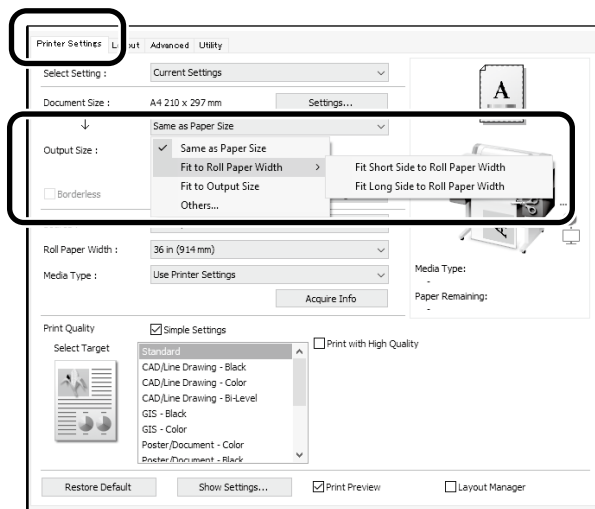 Printer Settings Layout Advanced Utility
Select Setting : Current Settings
Document Size : A4 210 x 297 mm Settings...
↓ Same as Paper Size
A
Output Size : ✓ Same as Paper Size
Fit to Roll Paper Width > Fit Short Side to Roll Paper Width
Fit to Output Size Fit Long Side to Roll Paper Width
Borderless Others...
Roll Paper Width : 36 in (914 mm)
Media Type : Use Printer Settings
Acquire Info
Media Type:
-
Paper Remaining:
-
Print Quality Simple Settings
Select Target
Standard
CAD/Line Drawing - Black
CAD/Line Drawing - Color
CAD/Line Drawing - Bi-Level
GIS - Black
GIS - Color
Poster/Document - Color
Poster/Document - Black
Print with High Quality
Restore Default Show Settings... Print Preview Layout Manager